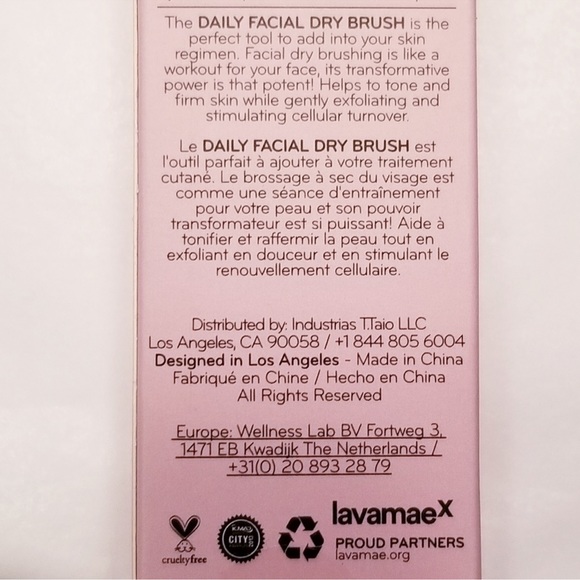 The DAILY FACIAL DRY BRUSH is the
perfect tool to add into your skin
regimen. Facial dry brushing is like a
workout for your face, its transformative
power is that potent! Helps to tone and
firm skin while gently exfoliating and
stimulating cellular turnover.
Le DAILY FACIAL DRY BRUSH est
l'outil parfait à ajouter à votre traitement
cutané. Le brossage à sec du visage est
comme une séance d'entraînement
pour votre peau et son pouvoir
transformateur est si puissant! Aide à
tonifier et raffermir la peau tout en
exfoliant en douceur et en stimulant le
renouvellement cellulaire.
Distributed by: Industrias T.Taio LLC
Los Angeles, CA 90058 / +1 844 805 6004
Designed in Los Angeles - Made in China
Fabriqué en Chine / Hecho en China
All Rights Reserved
Europe: Wellness Lab BV Fortweg 3,
1471 EB Kwadijk The Netherlands /
+31(0) 20 893 28 79
crueltyfree
CITY
lavamaeX
PROUD PARTNERS
lavamae.org